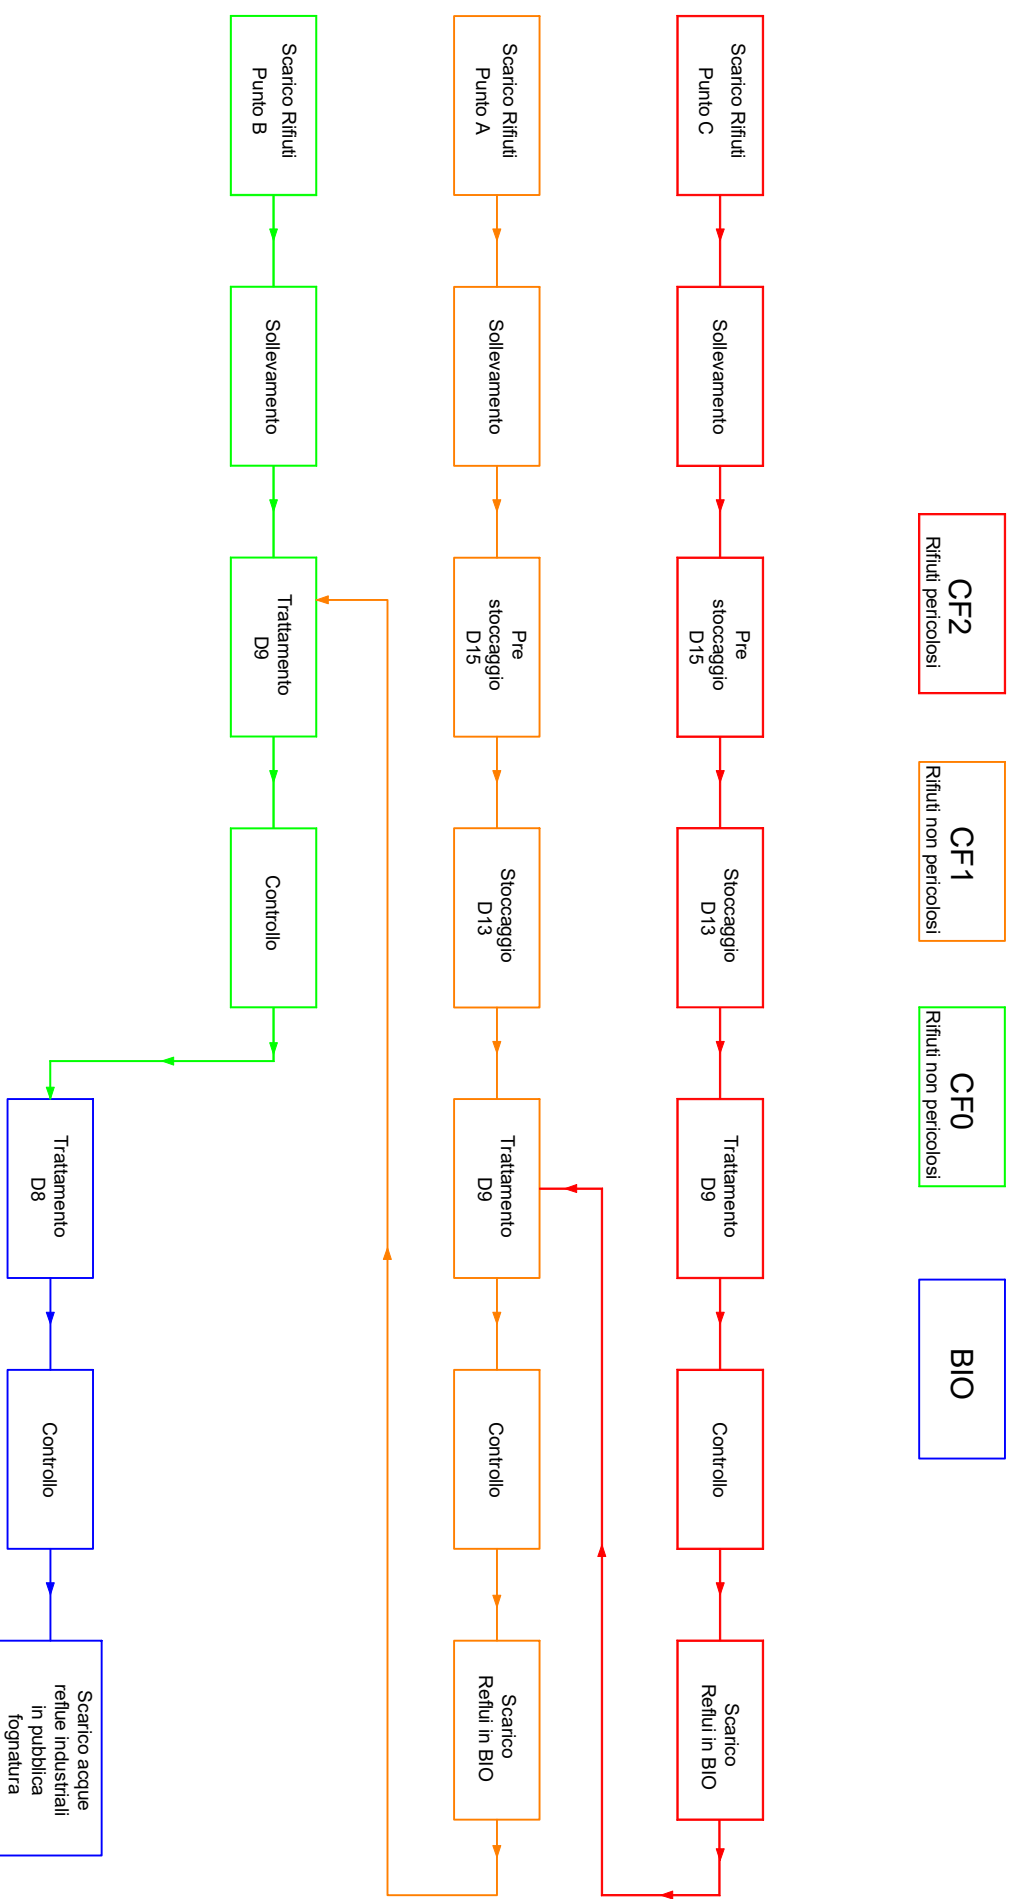 CF2
Rifiuti pericolosi
CF1
Rifiuti non pericolosi
CF0
Rifiuti non pericolosi
BIO
Scarico Rifiuti
Punto C
Sollevamento
Pre
stoccaggio
D15
Stoccaggio
D13
Trattamento
D9
Controllo
Scarico
Reflui in BIO
Scarico Rifiuti
Punto A
Sollevamento
Pre
stoccaggio
D15
Stoccaggio
D13
Trattamento
D9
Controllo
Scarico
Reflui in BIO
Scarico Rifiuti
Punto B
Sollevamento
Trattamento
D9
Controllo
Trattamento
D8
Controllo
Scarico acque
reflue industriali
in pubblica
fognatura